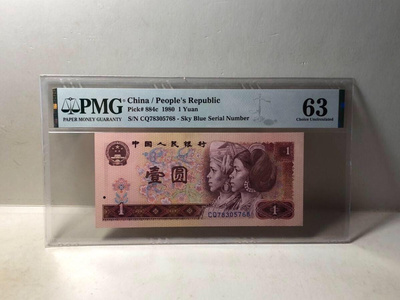 PMG
PAPER MONEY GUARANTY
China / People's Republic
Pick# 884c 1980 1 Yuan
S/N CQ78305768 - Sky Blue Serial Number
63
Choice Uncirculated
中国人民银行
壹圆
1
1
CQ78305768